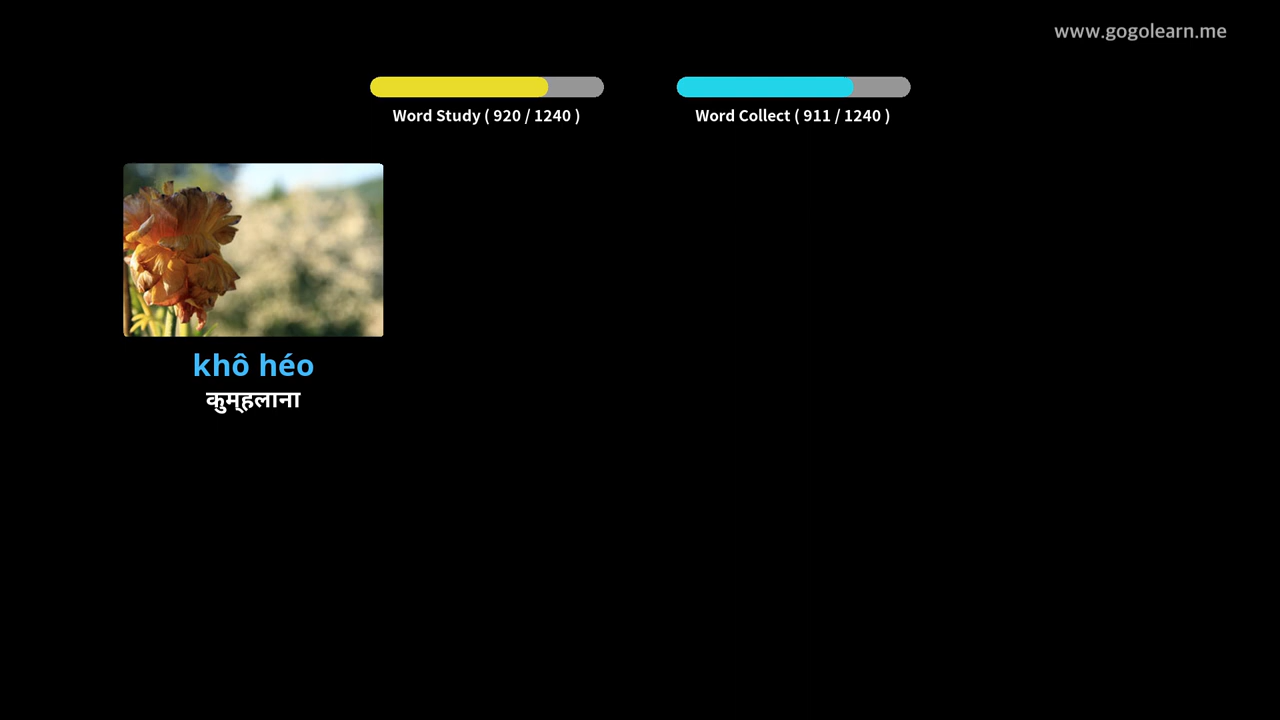 www.gogolearn.me
Word Study ( 920 / 1240 )
Word Collect ( 911 / 1240 )
khô héo
कुम्हलाना